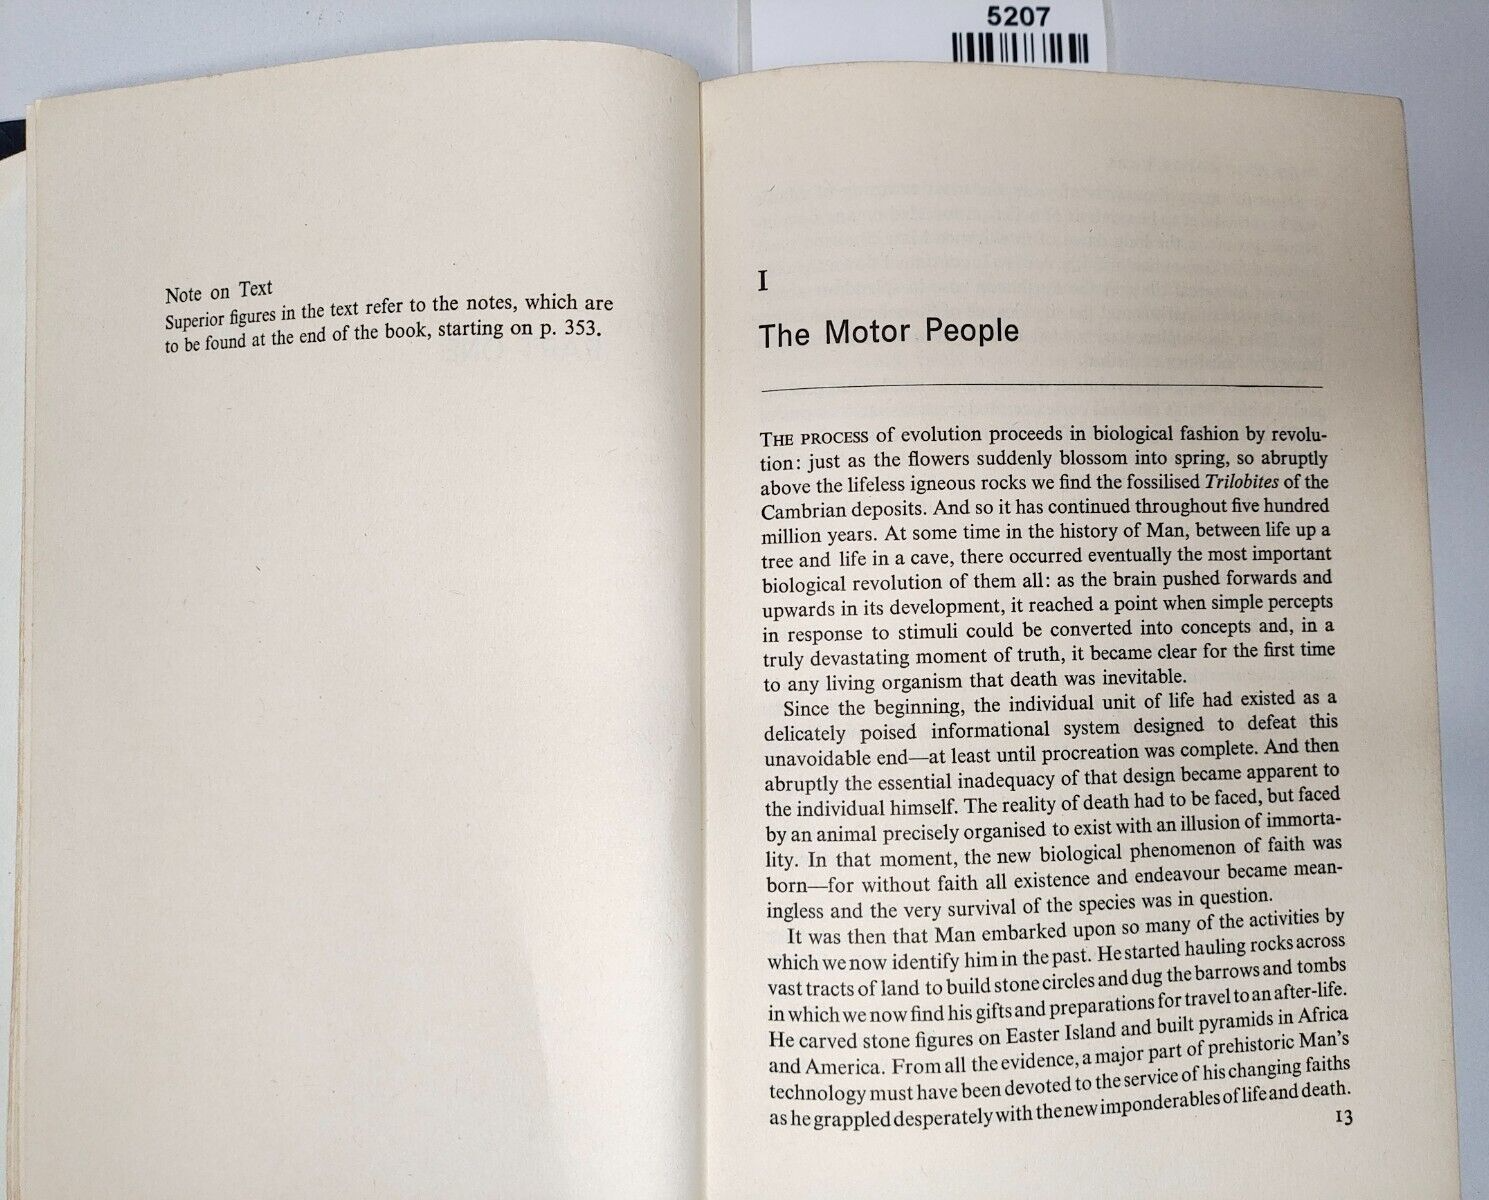 5207
Note on Text
Superior figures in the text refer to the notes, which are
to be found at the end of the book, starting on p. 353.
I
The Motor People
THE PROCESS of evolution proceeds in biological fashion by revolu-
tion: just as the flowers suddenly blossom into spring, so abruptly
above the lifeless igneous rocks we find the fossilised Trilobites of the
Cambrian deposits. And so it has continued throughout five hundred
million years. At some time in the history of Man, between life up a
tree and life in a cave, there occurred eventually the most important
biological revolution of them all: as the brain pushed forwards and
upwards in its development, it reached a point when simple percepts
in response to stimuli could be converted into concepts and, in a
truly devastating moment of truth, it became clear for the first time
to any living organism that death was inevitable.
Since the beginning, the individual unit of life had existed as a
delicately poised informational system designed to defeat this
unavoidable end—at least until procreation was complete. And then
abruptly the essential inadequacy of that design became apparent to
the individual himself. The reality of death had to be faced, but faced
by an animal precisely organised to exist with an illusion of immorta-
lity. In that moment, the new biological phenomenon of faith was
born—for without faith all existence and endeavour became mean-
ingless and the very survival of the species was in question.
It was then that Man embarked upon so many of the activities by
which we now identify him in the past. He started hauling rocks across
vast tracts of land to build stone circles and dug the barrows and tombs
in which we now find his gifts and preparations for travel to an after-life.
He carved stone figures on Easter Island and built pyramids in Africa
and America. From all the evidence, a major part of prehistoric Man's
technology must have been devoted to the service of his changing faiths
as he grappled desperately with the new imponderables of life and death.
13